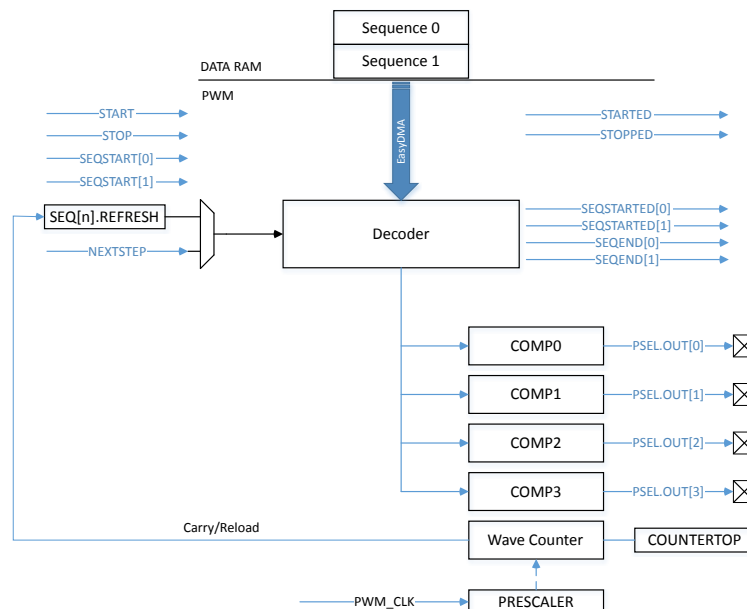 Sequence 0
Sequence 1
DATA RAM
PWM
START
STOP
SEQSTART[0]
SEQSTART[1]
EasyDMA
STARTED
STOPPED
SEQ[n].REFRESH
NEXTSTEP
Decoder
SEQSTARTED[0]
SEQSTARTED[1]
SEQEND[0]
SEQEND[1]
COMP0
PSEL.OUT[0]
COMP1
PSEL.OUT[1]
COMP2
PSEL.OUT[2]
COMP3
PSEL.OUT[3]
Carry/Reload
Wave Counter
COUNTERTOP
PWM_CLK
PRESCALER